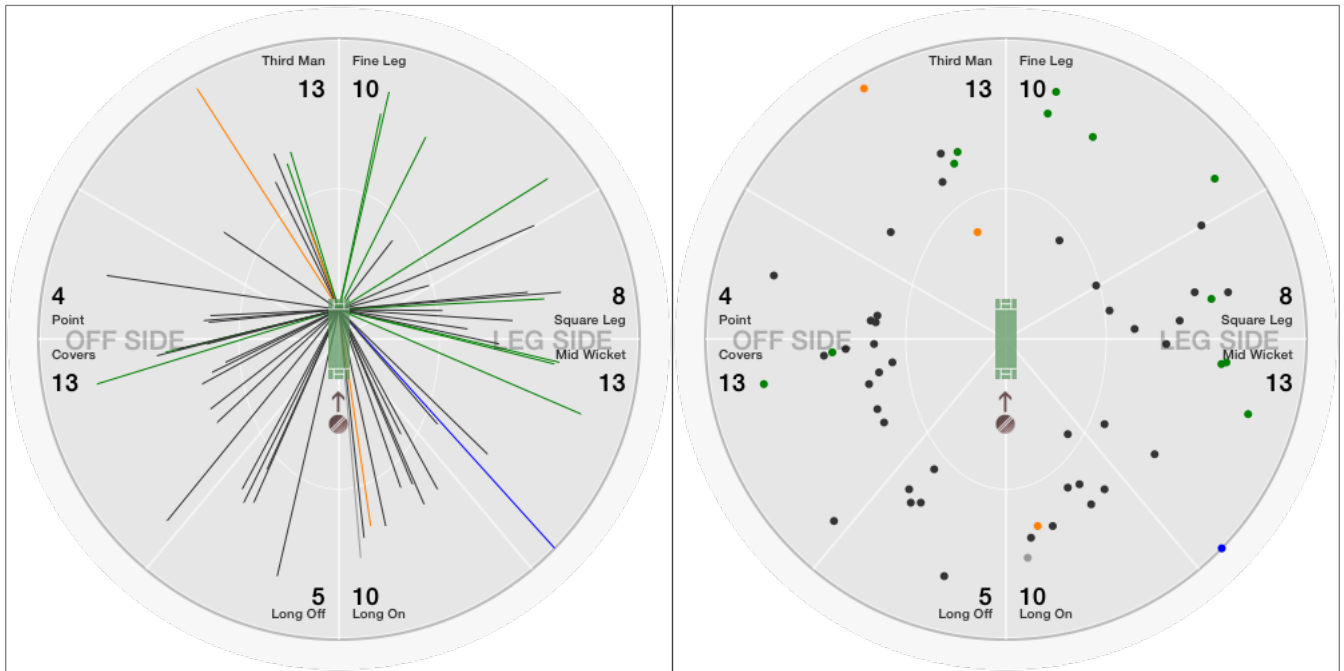 Third Man
Fine Leg
13
10
4
Point
OFF SIDE
Covers
13
8
Square Leg
LEG SIDE
Mid Wicket
13
5
Long Off
10
Long On
Third Man
Fine Leg
13
10
4
Point
OFF SIDE
Covers
13
8
Square Leg
LEG SIDE
Mid Wicket
13
5
Long Off
10
Long On